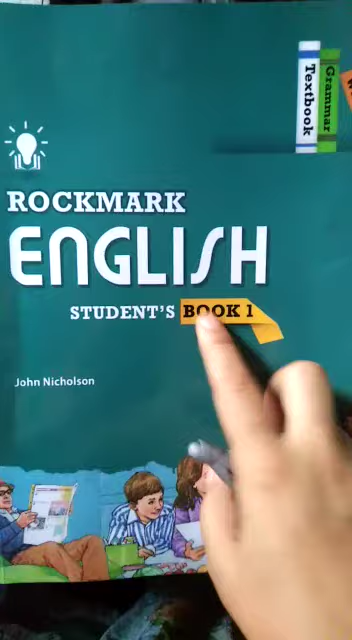 Textbook
Grammar
ROCKMARK
ENGLISH
STUDENT'S BOOK 1
John Nicholson